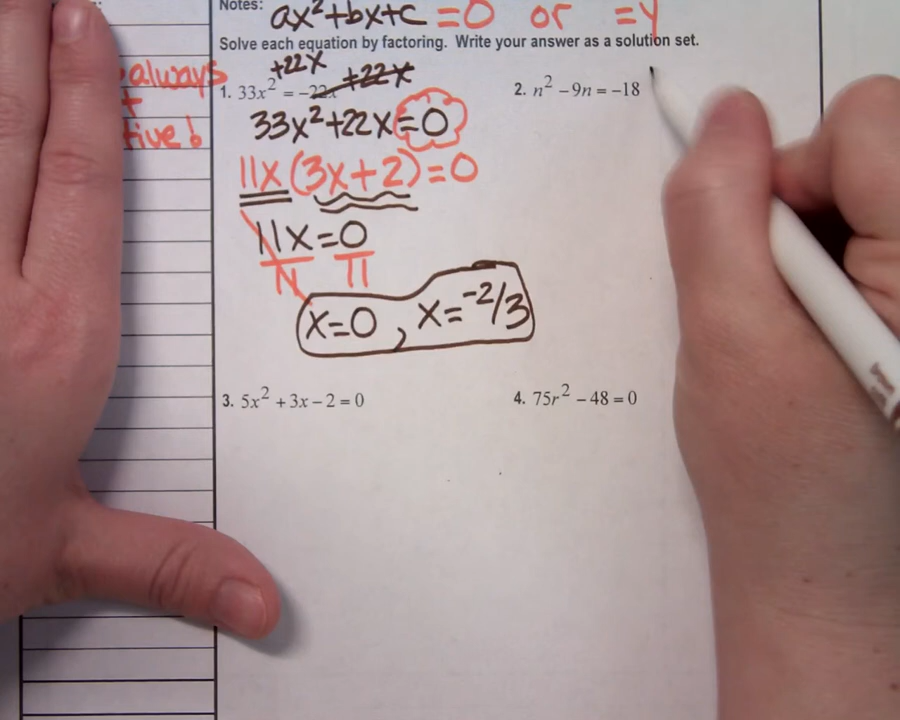 Notes: ax²+bx+c =0 or =y
Solve each equation by factoring. Write your answer as a solution set.
always
+22x +22x
1. 33x² = -22x
2. n² – 9n = –18
33x²+22x=0
11x(3x+2)=0
11x=0
11 11
x=0 , x=-2/3
3. 5x² + 3x – 2 = 0
4. 75r² – 48 = 0